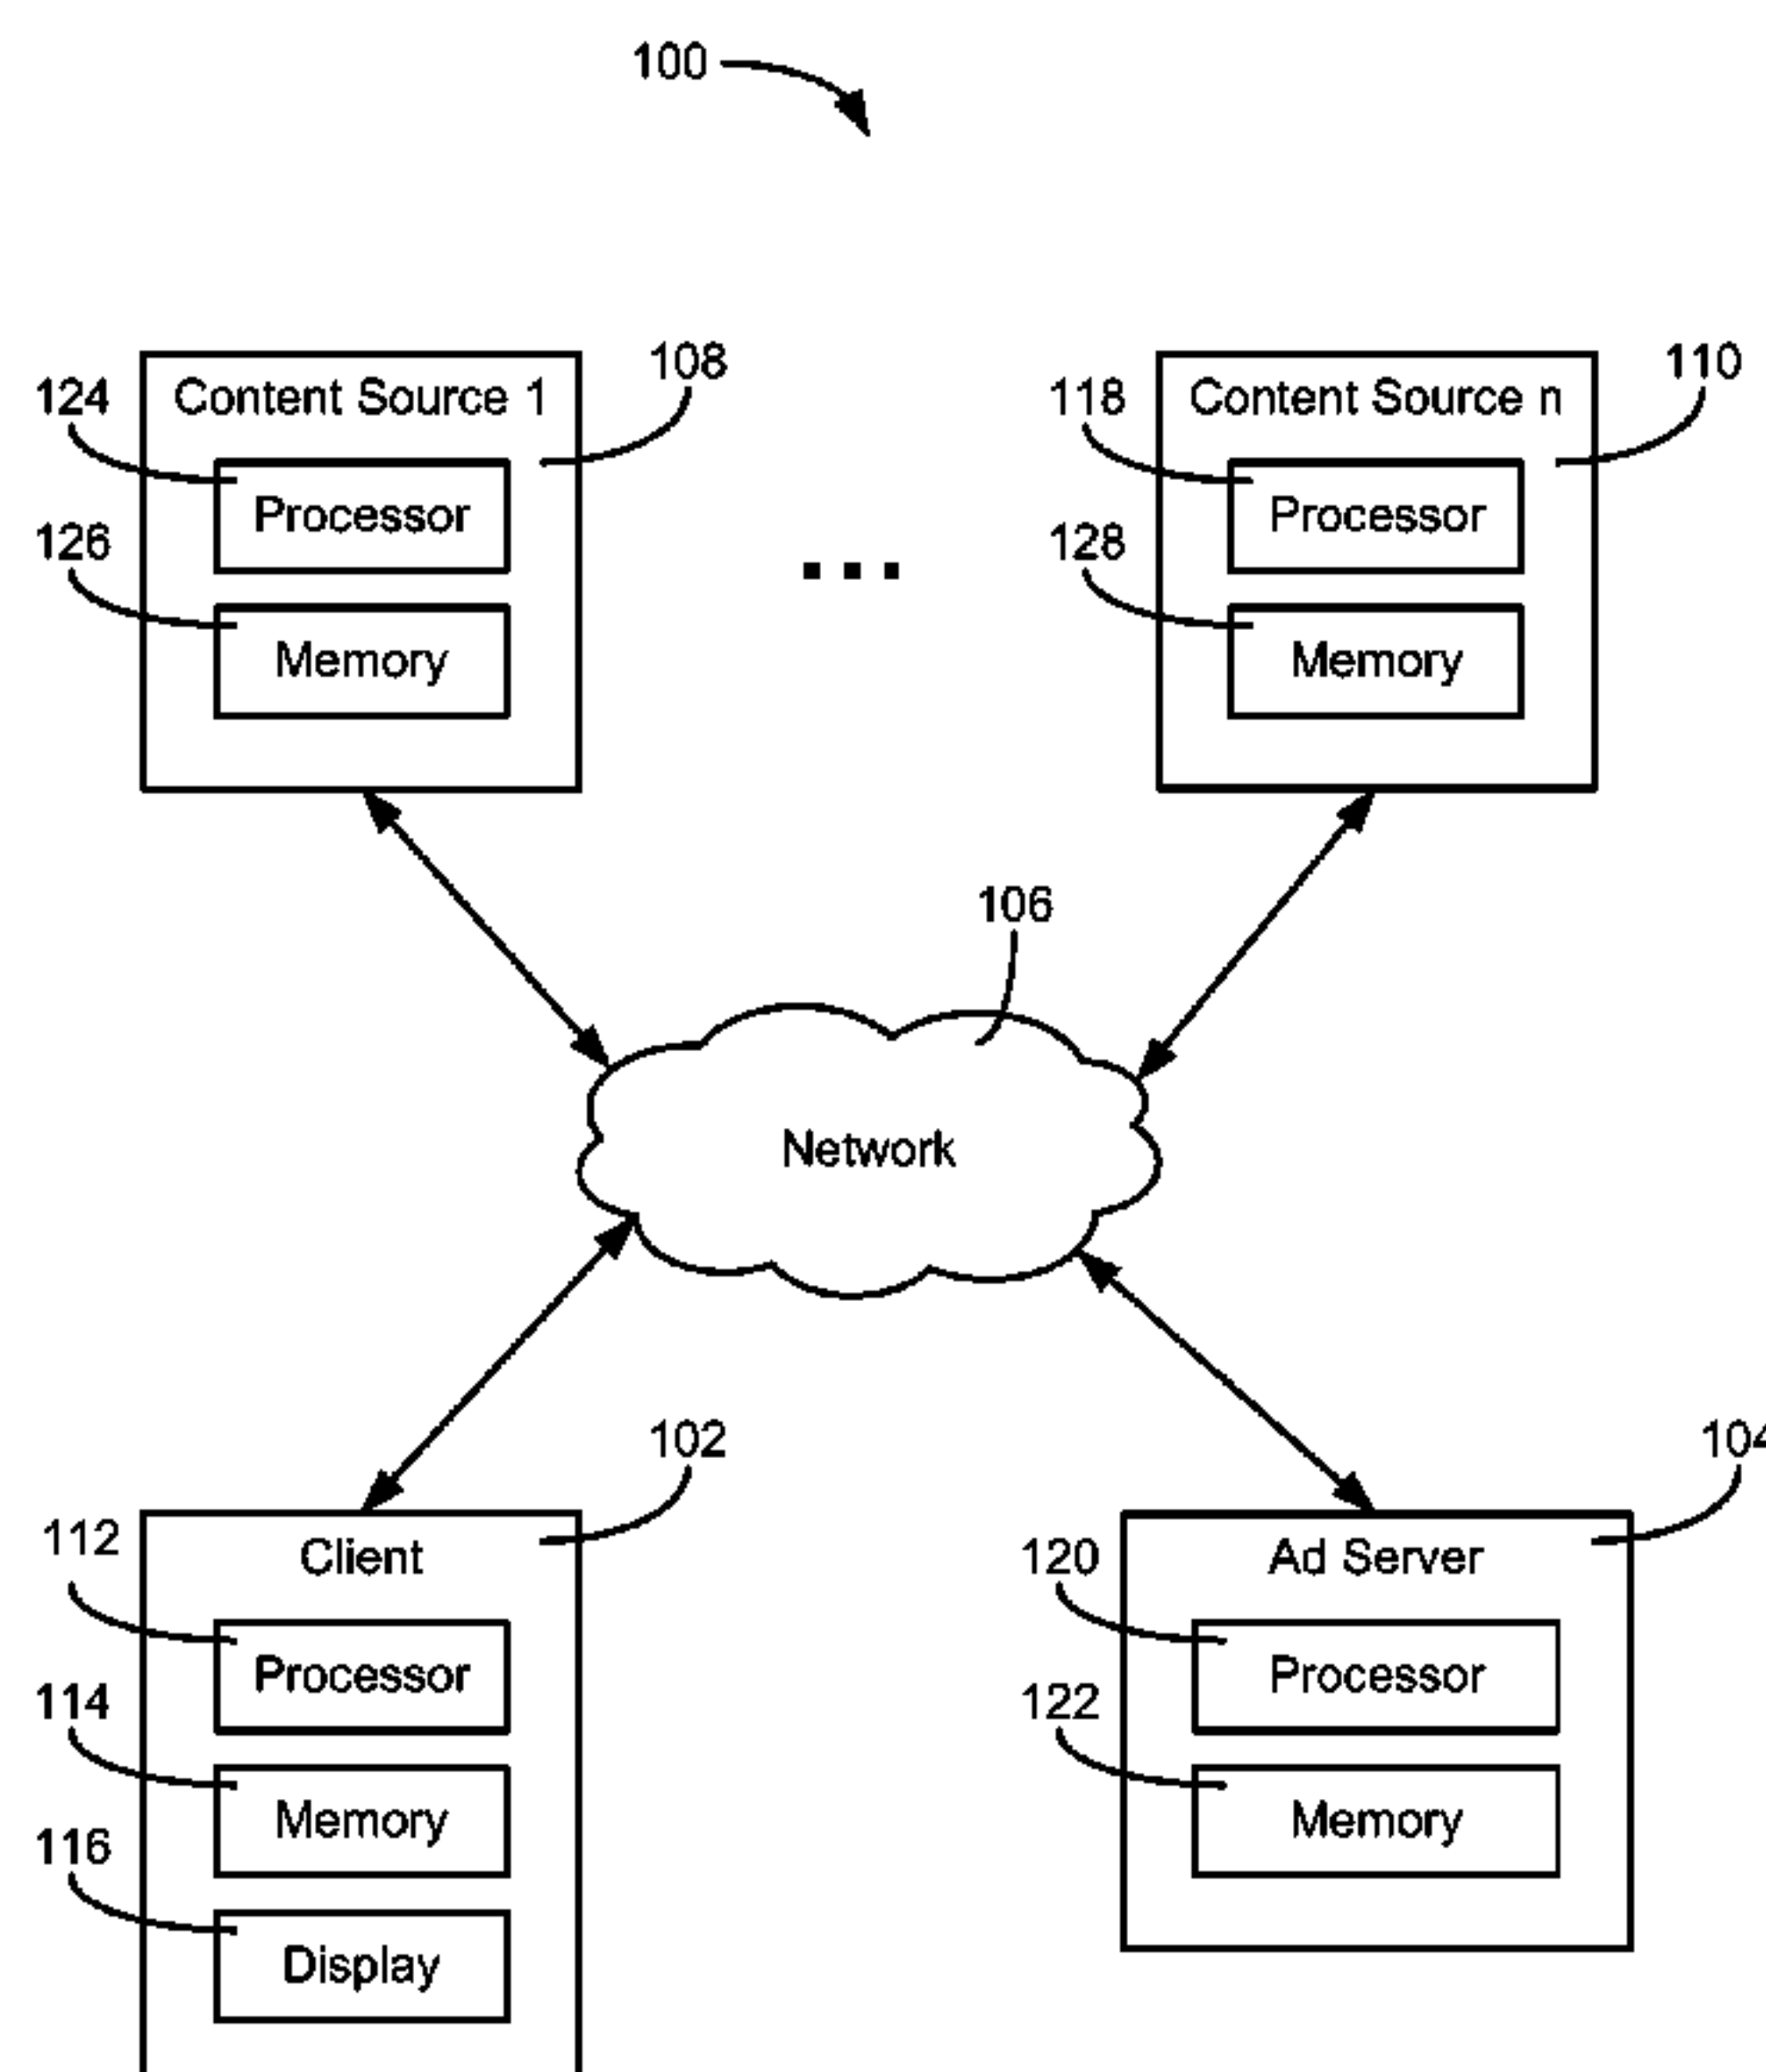 100
108
110
124
Content Source 1
118
Content Source n
Processor
Processor
126
128
Memory
Memory
106
Network
102
104
112
Client
120
Ad Server
Processor
Processor
114
122
Memory
Memory
116
Display